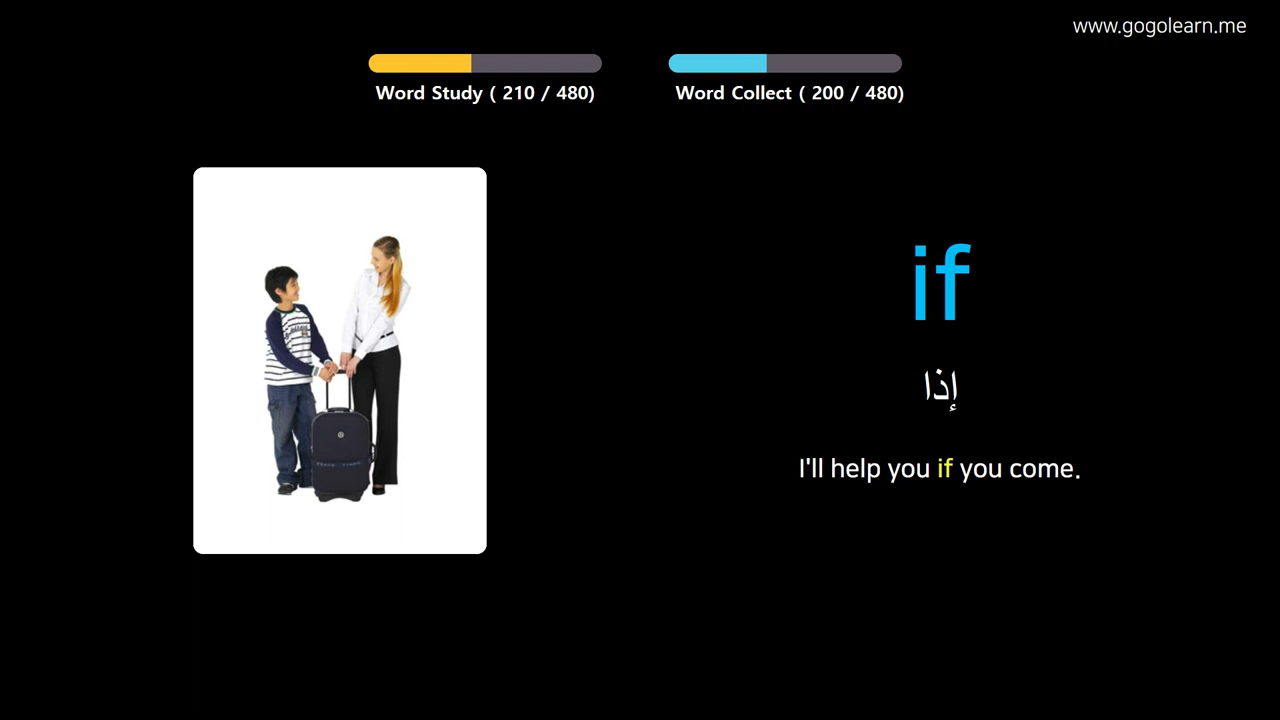 www.gogolearn.me
Word Study ( 210 / 480)
Word Collect ( 200 / 480)
if
إذا
I'll help you if you come.